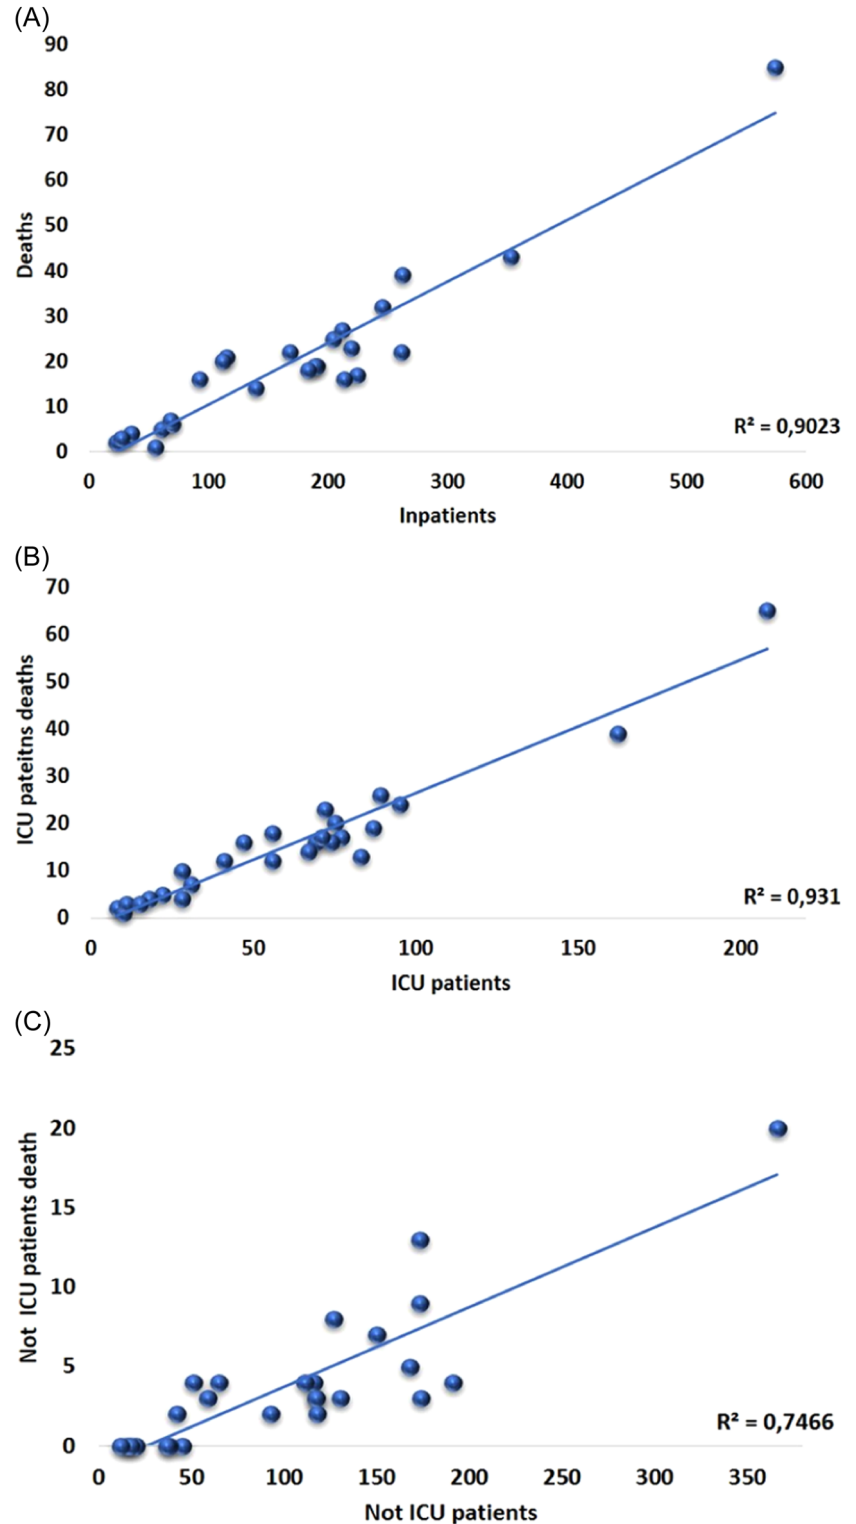 (A)
90
80
70
60
50
40
30
20
10
0
Deaths
R² = 0,9023
0 100 200 300 400 500 600
Inpatients
(B)
70
60
50
40
30
20
10
0
ICU pateitns deaths
R² = 0,931
0 50 100 150 200
ICU patients
(C)
25
20
15
10
5
0
Not ICU patients death
R² = 0,7466
0 50 100 150 200 250 300 350
Not ICU patients